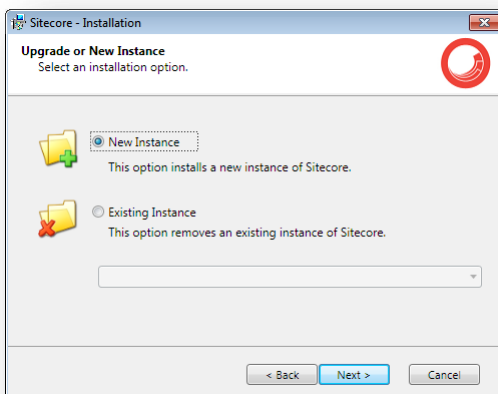 Sitecore - Installation
Upgrade or New Instance
Select an installation option.
New Instance
This option installs a new instance of Sitecore.
Existing Instance
This option removes an existing instance of Sitecore.
< Back
Next >
Cancel